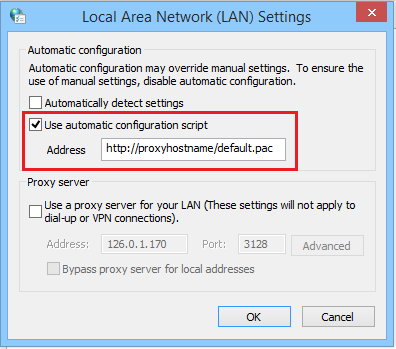 Local Area Network (LAN) Settings
Automatic configuration
Automatic configuration may override manual settings. To ensure the
use of manual settings, disable automatic configuration.
Automatically detect settings
Use automatic configuration script
Address http://proxyhostname/default.pac
Proxy server
Use a proxy server for your LAN (These settings will not apply to
dial-up or VPN connections).
Address: 126.0.1.170 Port: 3128 Advanced
Bypass proxy server for local addresses
OK Cancel